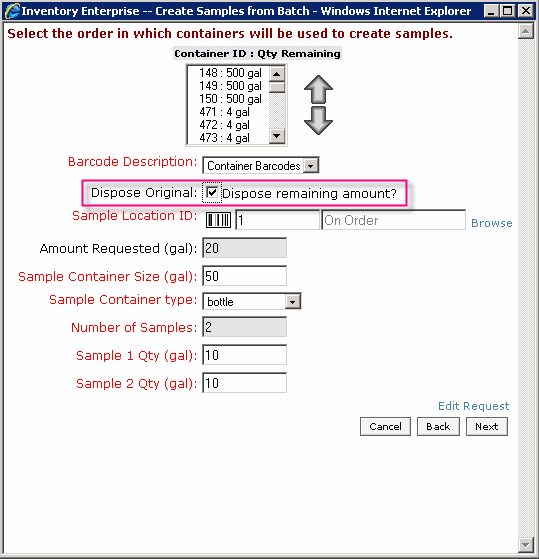 Inventory Enterprise -- Create Samples from Batch - Windows Internet Explorer
Select the order in which containers will be used to create samples.
Container ID : Qty Remaining
148 : 500 gal
149 : 500 gal
150 : 500 gal
471 : 4 gal
472 : 4 gal
473 : 4 gal
Barcode Description: Container Barcodes
Dispose Original: Dispose remaining amount?
Sample Location ID: 1 On Order Browse
Amount Requested (gal): 20
Sample Container Size (gal): 50
Sample Container type: bottle
Number of Samples: 2
Sample 1 Qty (gal): 10
Sample 2 Qty (gal): 10
Edit Request
Cancel Back Next